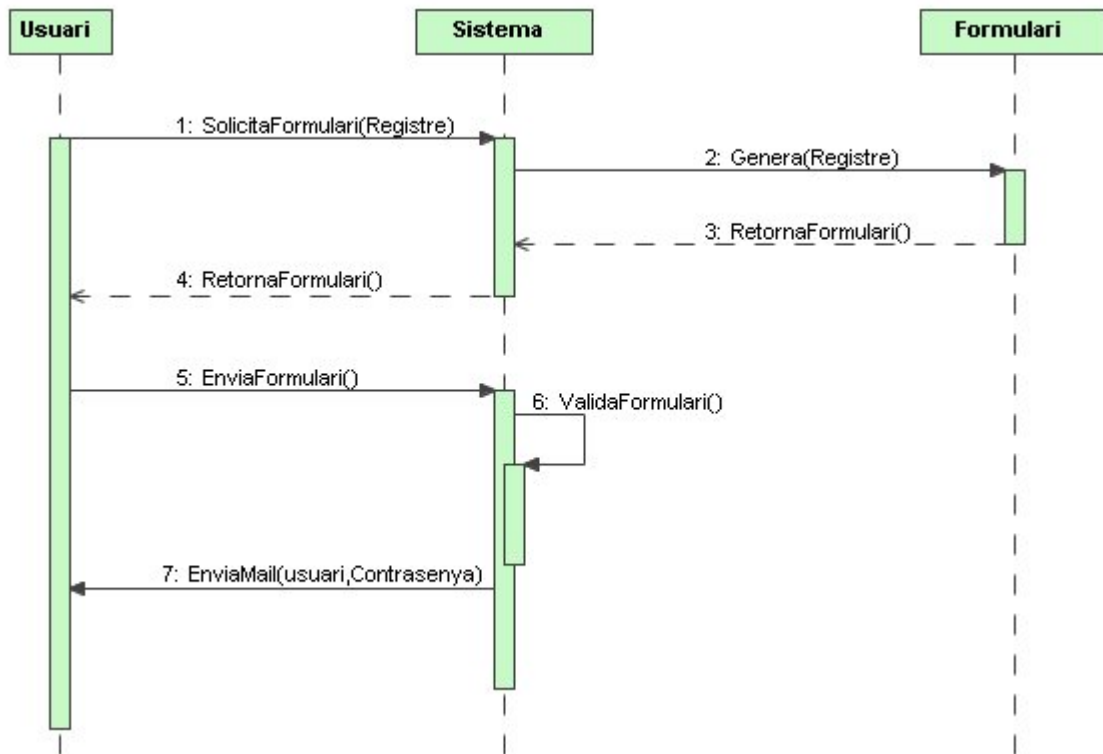 Usuari
Sistema
Formulari
1: SolicitaFormulari(Registre)
2: Genera(Registre)
3: RetornaFormulari()
4: RetornaFormulari()
5: EnviaFormulari()
6: ValidaFormulari()
7: EnviaMail(usuari,Contrasenya)